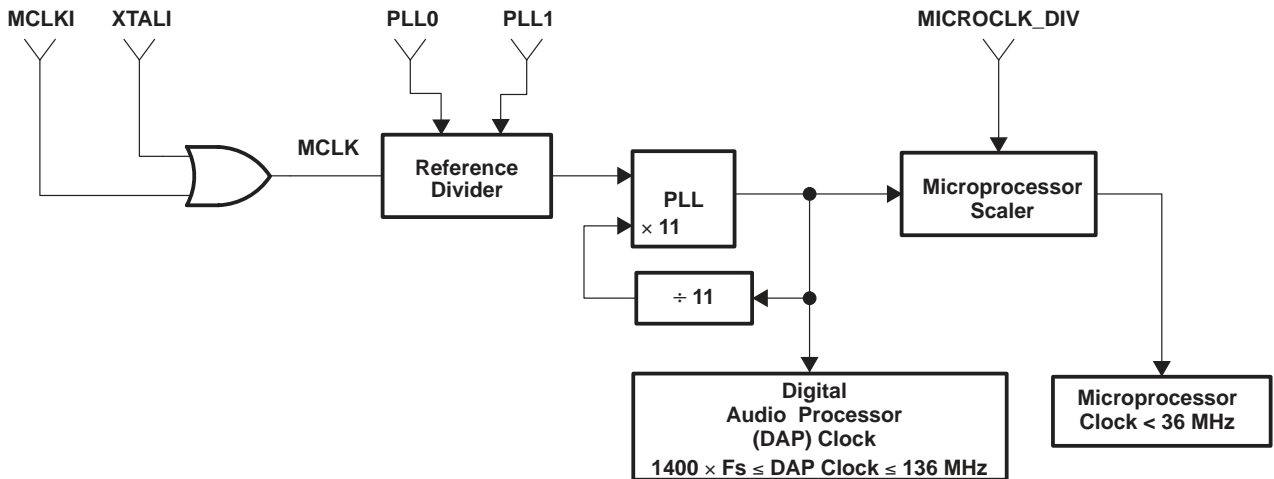 MCLKI
XTALI
PLL0
PLL1
MICROCLK_DIV
MCLK
Reference
Divider
PLL
× 11
Microprocessor
Scaler
÷ 11
Digital
Audio Processor
(DAP) Clock
1400 × Fs ≤ DAP Clock ≤ 136 MHz
Microprocessor
Clock < 36 MHz